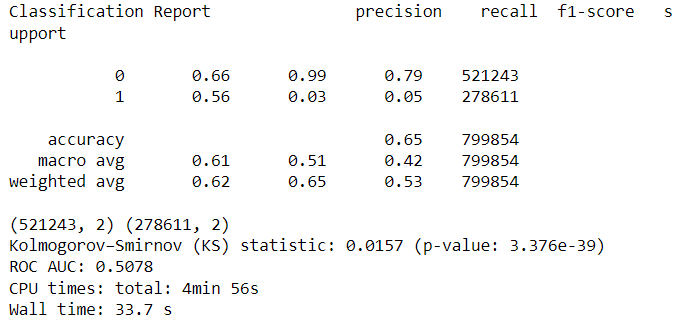 Classification Report              precision    recall  f1-score   s
upport

           0       0.66      0.99      0.79    521243
           1       0.56      0.03      0.05    278611

    accuracy                           0.65    799854
   macro avg       0.61      0.51      0.42    799854
weighted avg       0.62      0.65      0.53    799854

(521243, 2) (278611, 2)
Kolmogorov–Smirnov (KS) statistic: 0.0157 (p-value: 3.376e-39)
ROC AUC: 0.5078
CPU times: total: 4min 56s
Wall time: 33.7 s